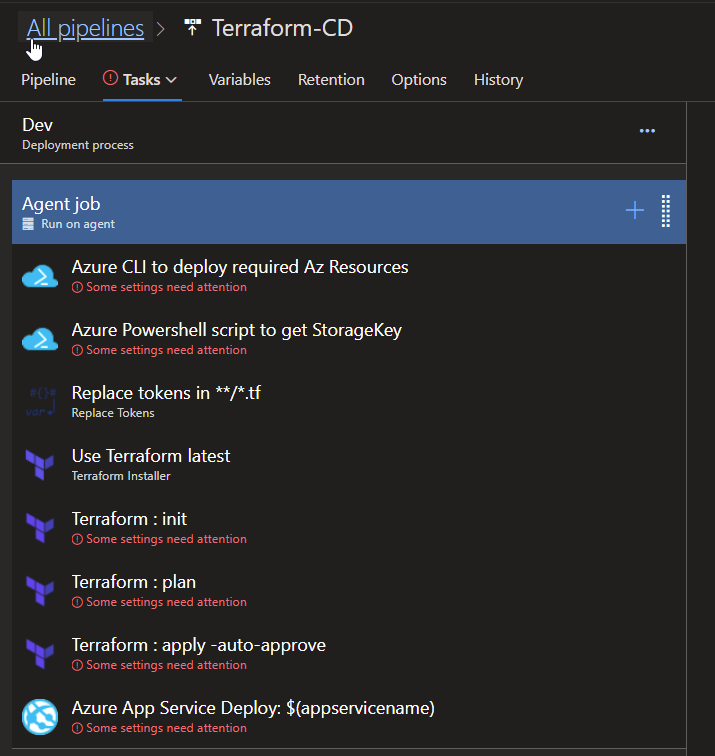 All pipelines > Terraform-CD
Pipeline Tasks Variables Retention Options History
Dev
Deployment process
Agent job
Run on agent
Azure CLI to deploy required Az Resources
Some settings need attention
Azure Powershell script to get StorageKey
Some settings need attention
#{}#
var
Replace tokens in **/*.tf
Replace Tokens
Use Terraform latest
Terraform Installer
Terraform : init
Some settings need attention
Terraform : plan
Some settings need attention
Terraform : apply -auto-approve
Some settings need attention
Azure App Service Deploy: $(appservicename)
Some settings need attention